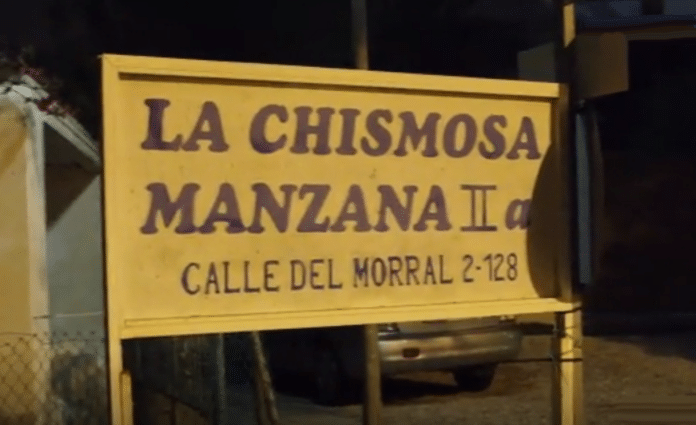 LA CHISMOSA
MANZANA II a
CALLE DEL MORRAL 2-128